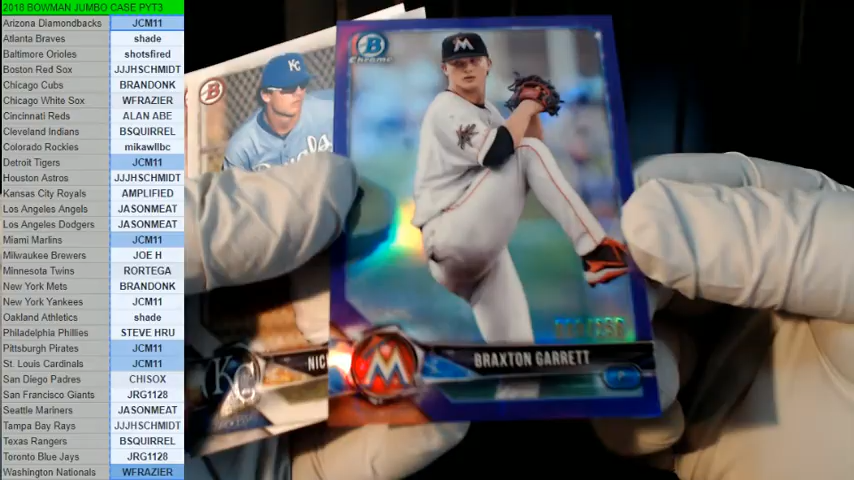 2018 BOWMAN JUMBO CASE PYT3
Arizona Diamondbacks JCM11
Atlanta Braves shade
Baltimore Orioles shotsfired
Boston Red Sox JJJHSCHMIDT
Chicago Cubs BRANDONK
Chicago White Sox WFRAZIER
Cincinnati Reds ALAN ABE
Cleveland Indians BSQUIRREL
Colorado Rockies mikawllbc
Detroit Tigers JCM11
Houston Astros JJJHSCHMIDT
Kansas City Royals AMPLIFIED
Los Angeles Angels JASONMEAT
Los Angeles Dodgers JASONMEAT
Miami Marlins JCM11
Milwaukee Brewers JOE H
Minnesota Twins RORTEGA
New York Mets BRANDONK
New York Yankees JCM11
Oakland Athletics shade
Philadelphia Phillies STEVE HRU
Pittsburgh Pirates JCM11
St. Louis Cardinals JCM11
San Diego Padres CHISOX
San Francisco Giants JRG1128
Seattle Mariners JASONMEAT
Tampa Bay Rays JJJHSCHMIDT
Texas Rangers BSQUIRREL
Toronto Blue Jays JRG1128
Washington Nationals WFRAZIER
B
KC
Royals
B
Chrome
M
M
BRAXTON GARRETT
P
KC
NIC